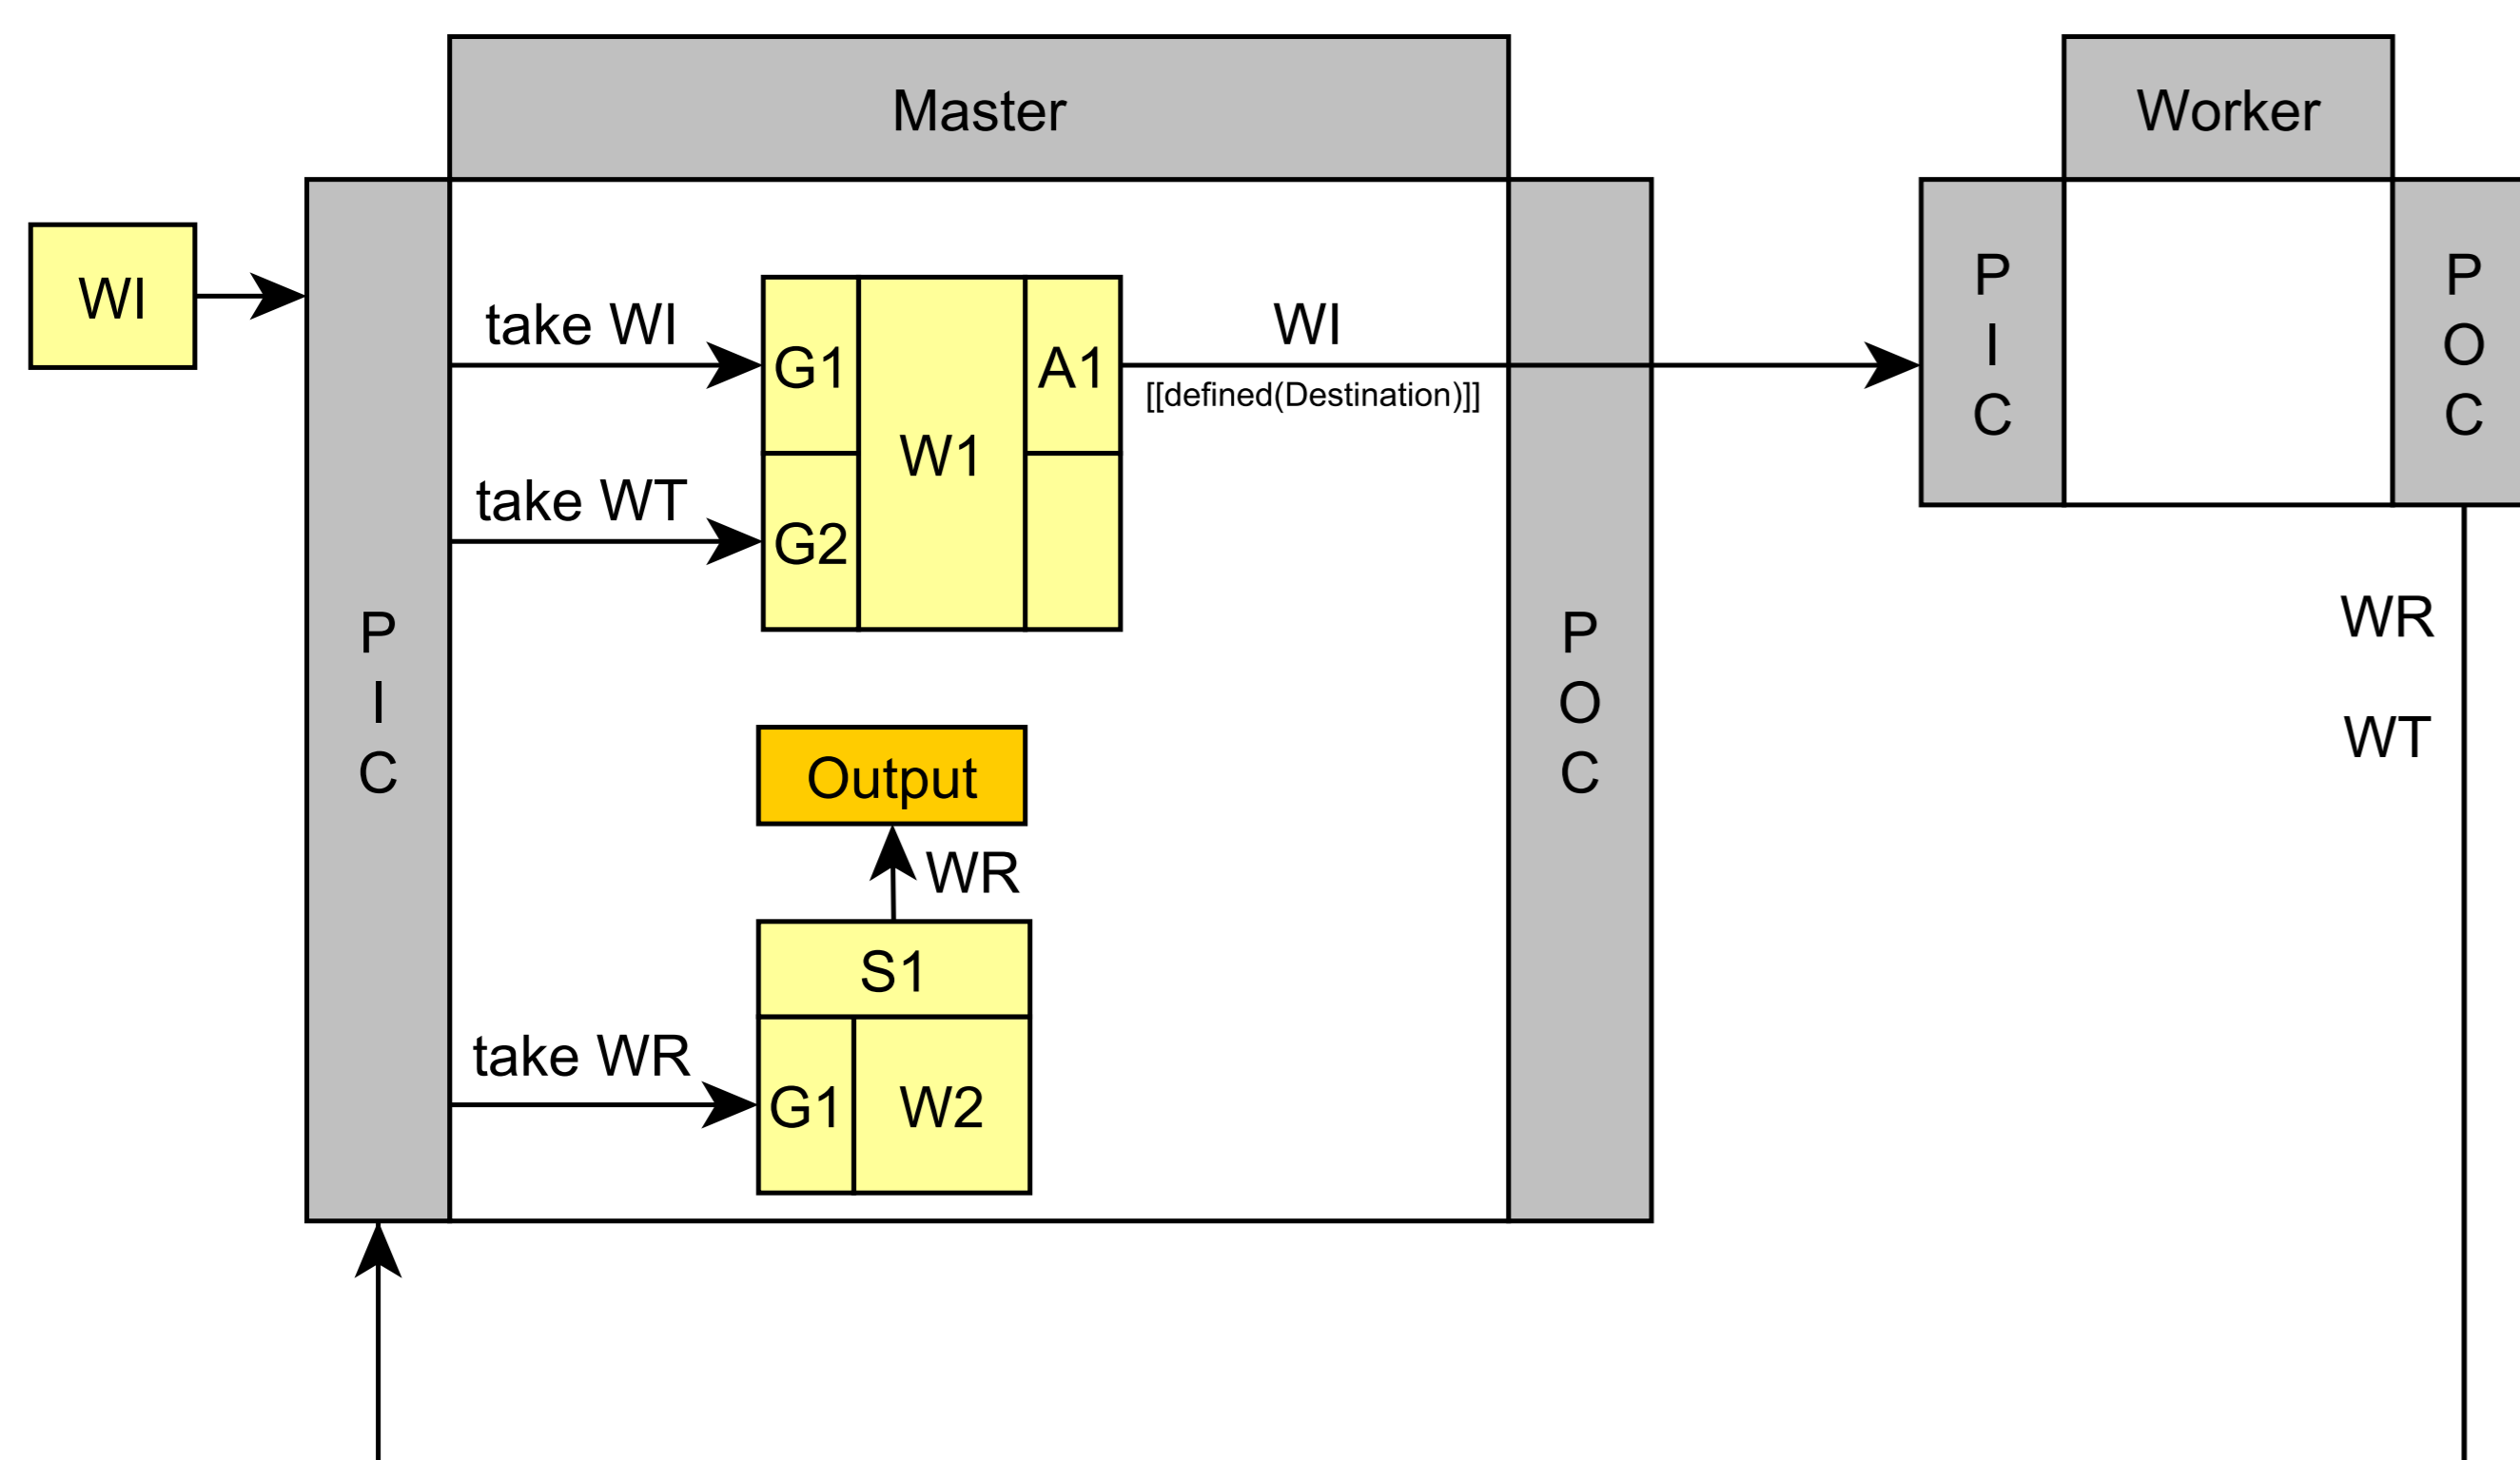 Master
Worker
WI
take WI
G1
A1
WI
[[defined(Destination)]]
W1
take WT
G2
P
I
C
P
O
C
P
I
C
P
O
C
WR
WT
Output
WR
S1
take WR
G1
W2